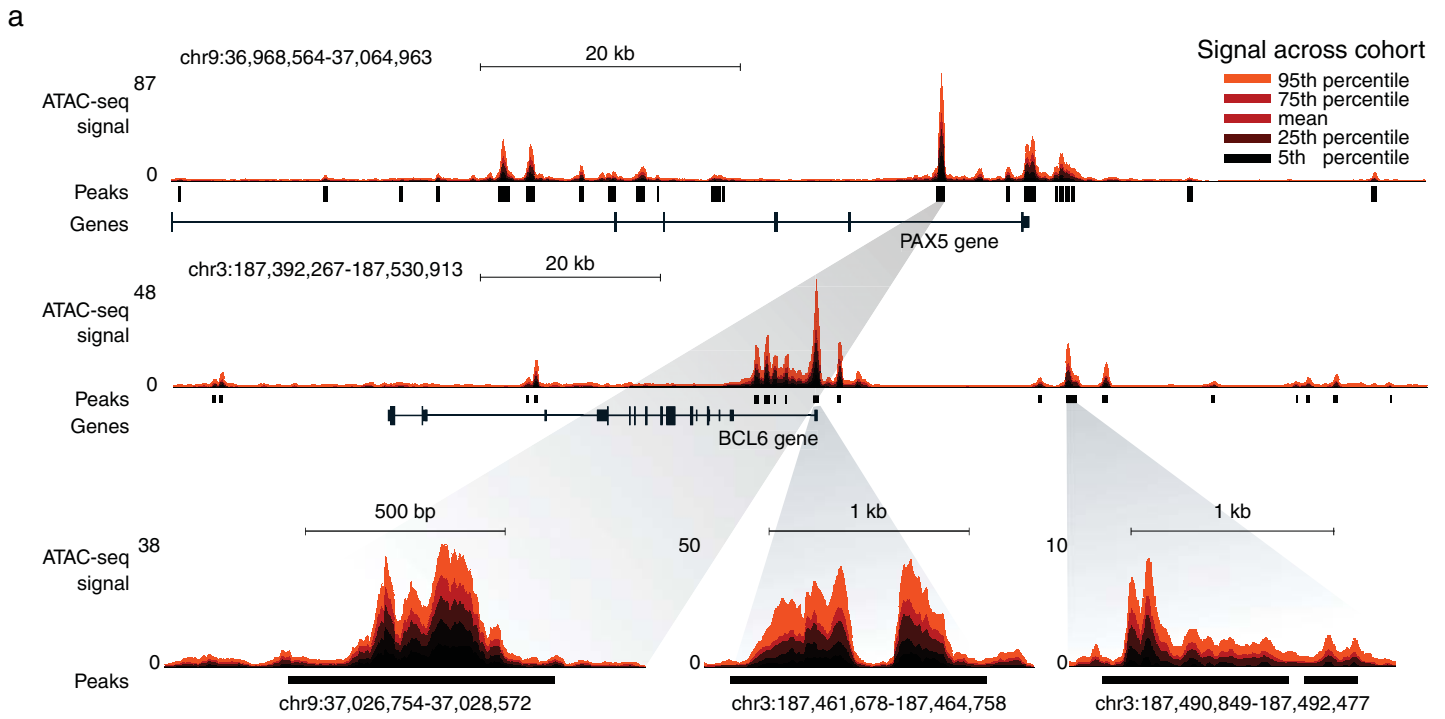 a
chr9:36,968,564-37,064,963
20 kb
Signal across cohort
95th percentile
75th percentile
mean
25th percentile
5th percentile
87
ATAC-seq
signal
0
Peaks
Genes
PAX5 gene
chr3:187,392,267-187,530,913
20 kb
48
ATAC-seq
signal
0
Peaks
Genes
BCL6 gene
500 bp
1 kb
1 kb
38
50
10
ATAC-seq
signal
0
0
0
Peaks
chr9:37,026,754-37,028,572
chr3:187,461,678-187,464,758
chr3:187,490,849-187,492,477